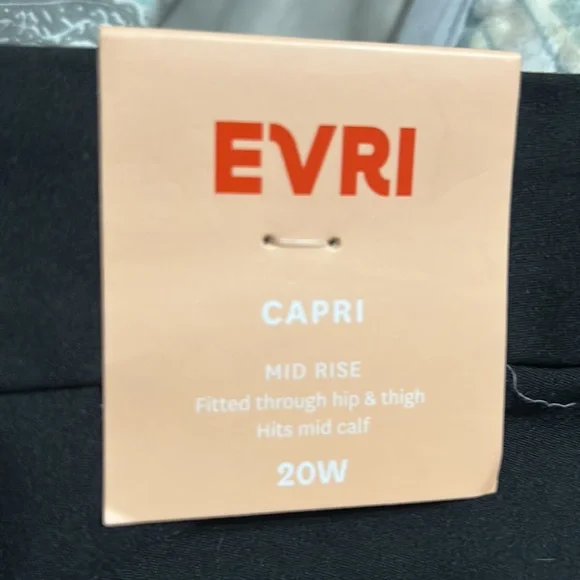 EVRI
CAPRI
MID RISE
Fitted through hip & thigh
Hits mid calf
20W